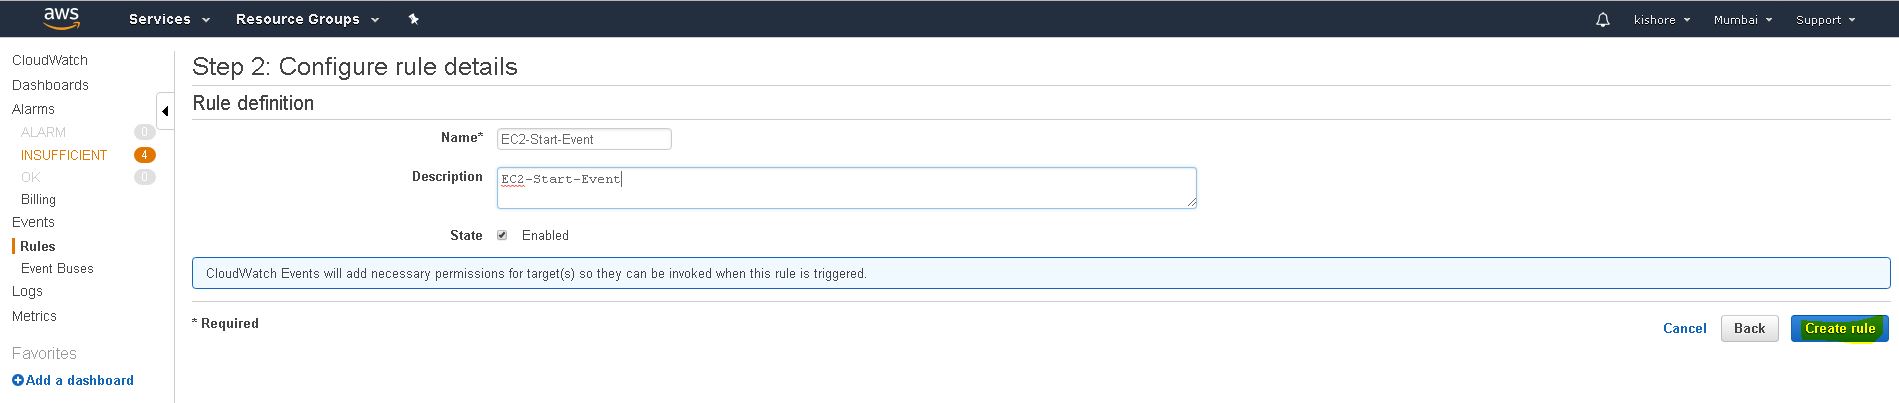 aws Services Resource Groups kishore Mumbai Support
CloudWatch
Dashboards
Alarms
ALARM 0
INSUFFICIENT 4
OK 0
Billing
Events
Rules
Event Buses
Logs
Metrics
Favorites
Add a dashboard
Step 2: Configure rule details
Rule definition
Name* EC2-Start-Event
Description EC2-Start-Event
State Enabled
CloudWatch Events will add necessary permissions for target(s) so they can be invoked when this rule is triggered.
* Required
Cancel Back Create rule